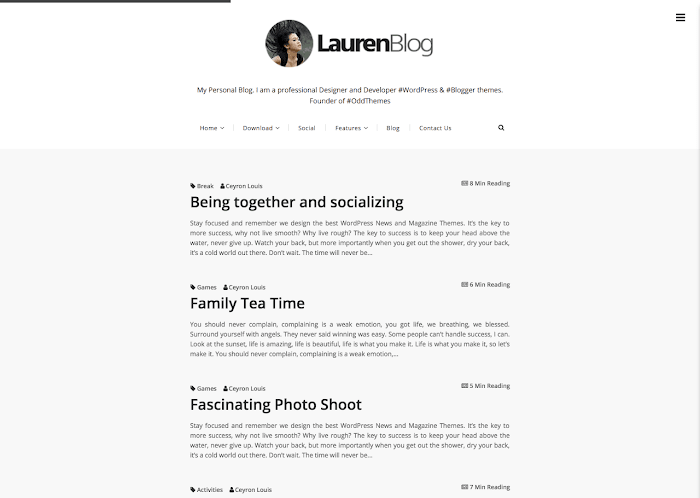 LaurenBlog
My Personal Blog. I am a professional Designer and Developer #WordPress & #Blogger themes.
Founder of #OddThemes
Home Download Social Features Blog Contact Us
Break Ceyron Louis 8 Min Reading
Being together and socializing
Stay focused and remember we design the best WordPress News and Magazine Themes. It's the key to
more success, why not live smooth? Why live rough? The key to success is to keep your head above the
water, never give up. Watch your back, but more importantly when you get out the shower, dry your back,
it's a cold world out there. Don't wait. The time will never be...
Games Ceyron Louis 6 Min Reading
Family Tea Time
You should never complain, complaining is a weak emotion, you got life, we breathing, we blessed.
Surround yourself with angels. They never said winning was easy. Some people can't handle success, I can.
Look at the sunset, life is amazing, life is beautiful, life is what you make it. Life is what you make it, so let's
make it. You should never complain, complaining is a weak emotion,...
Games Ceyron Louis 5 Min Reading
Fascinating Photo Shoot
Stay focused and remember we design the best WordPress News and Magazine Themes. It's the key to
more success, why not live smooth? Why live rough? The key to success is to keep your head above the
water, never give up. Watch your back, but more importantly when you get out the shower, dry your back,
it's a cold world out there. Don't wait. The time will never be...
Activities Ceyron Louis 7 Min Reading